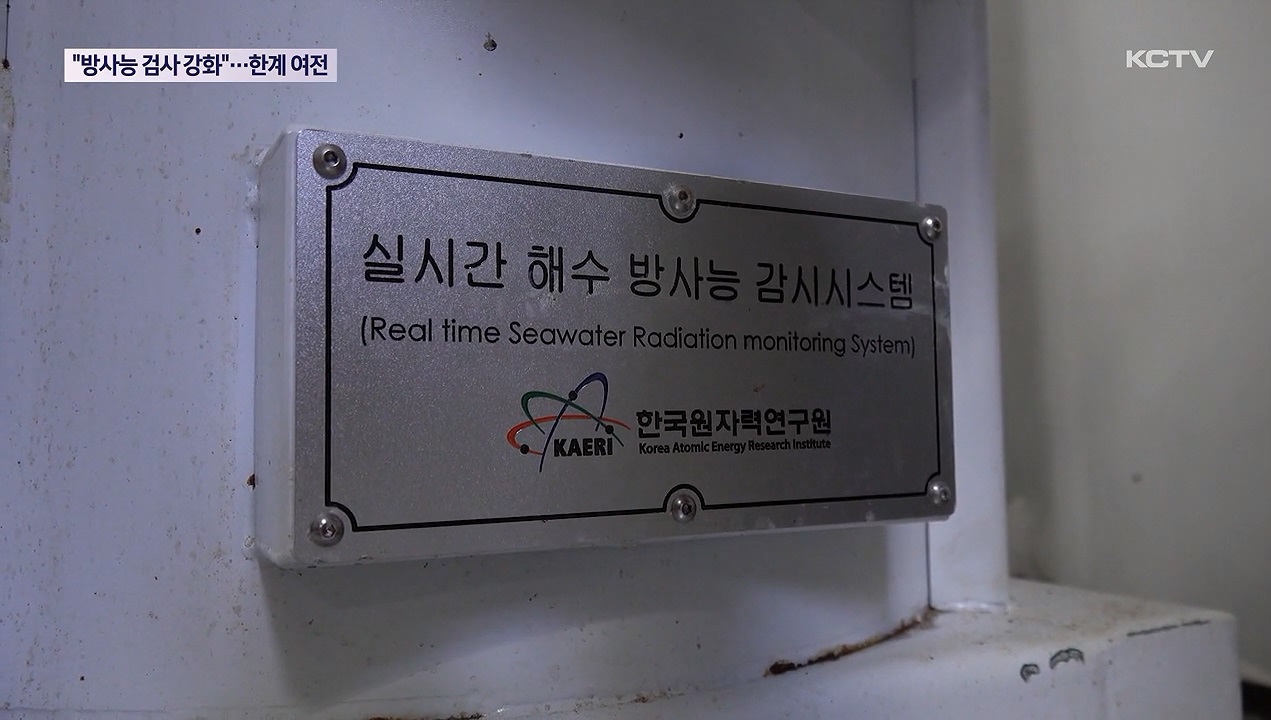 "방사능 검사 강화"…한계 여전
KCTV
실시간 해수 방사능 감시시스템
(Real time Seawater Radiation monitoring System)
KAERI 한국원자력연구원
Korea Atomic Energy Research Institute